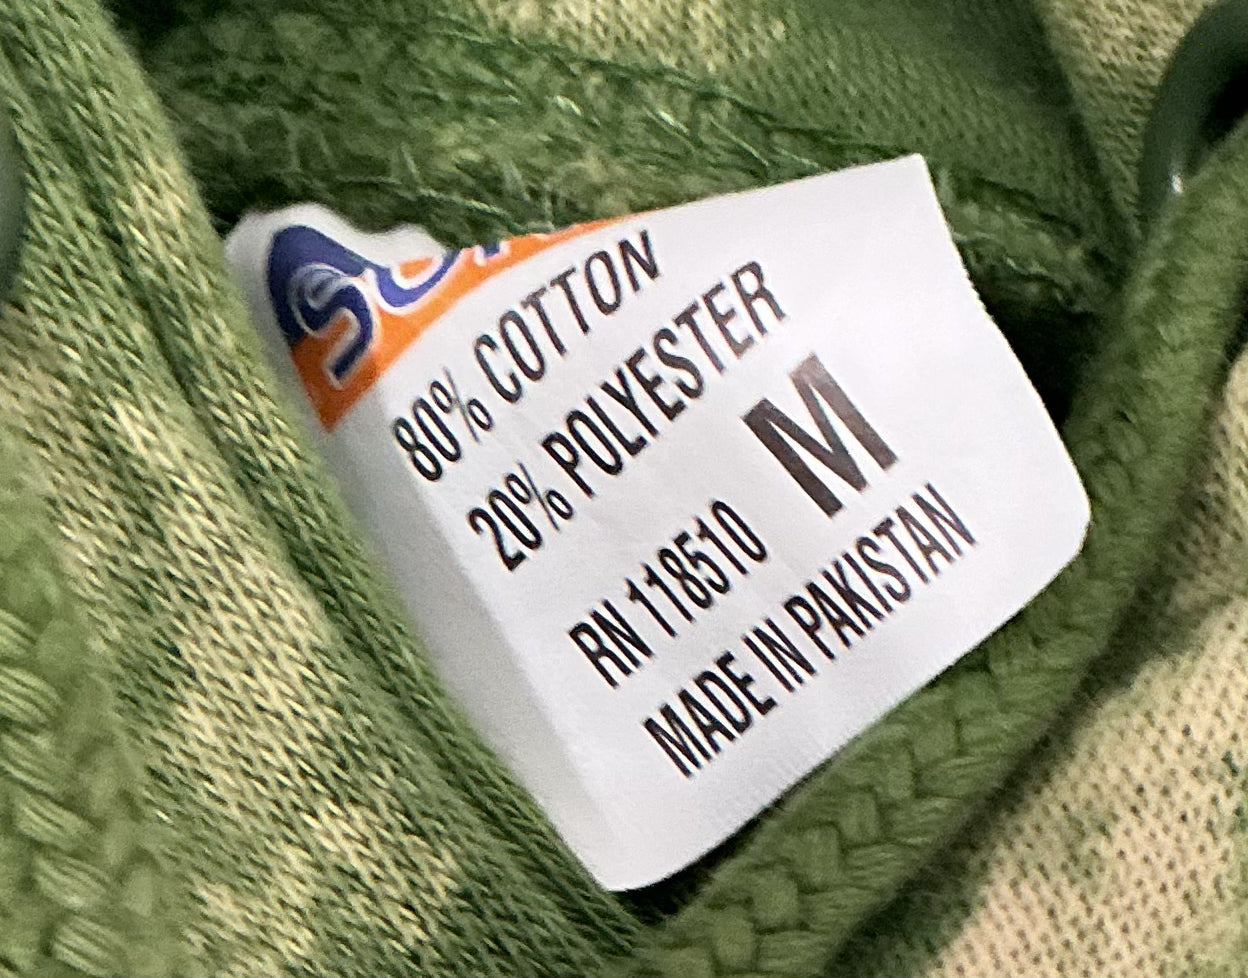 80% COTTON
20% POLYESTER
M
RN 118510
MADE IN PAKISTAN